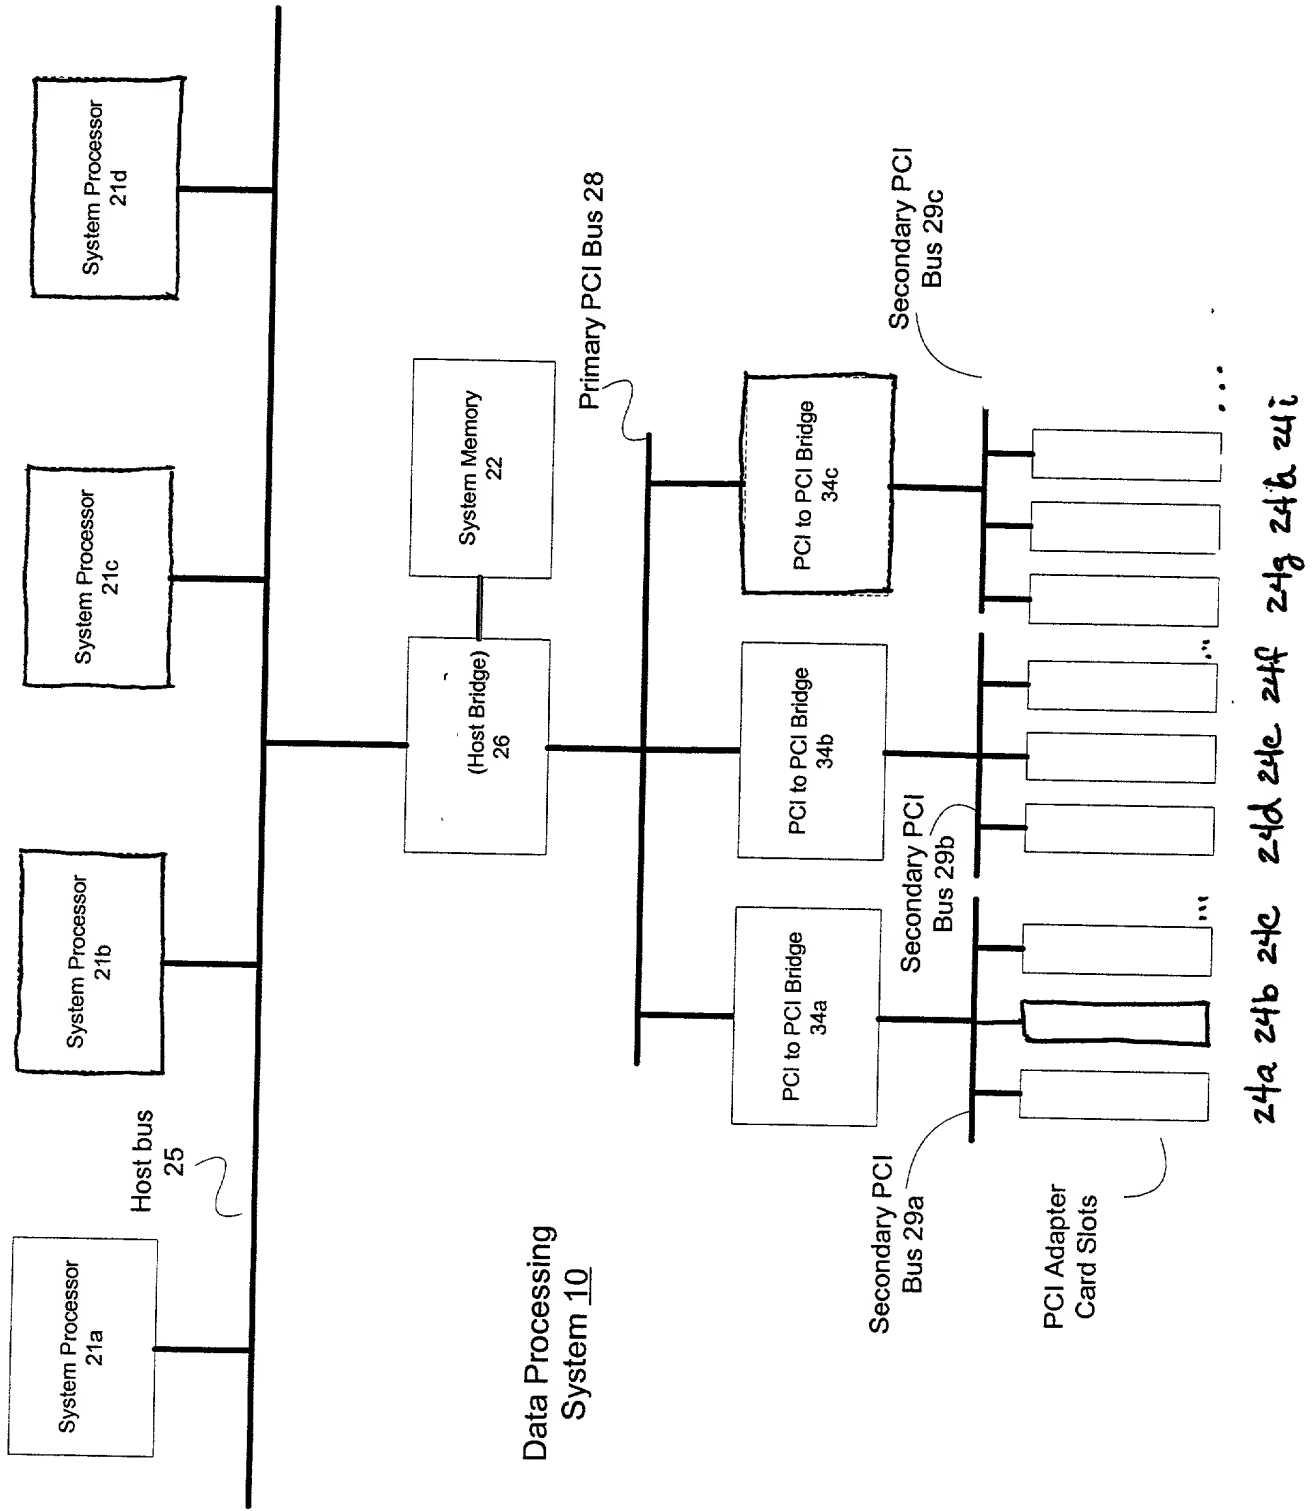 System Processor
21a
System Processor
21b
System Processor
21c
System Processor
21d
Host bus
25
(Host Bridge)
26
System Memory
22
Data Processing
System 10
Primary PCI Bus 28
PCI to PCI Bridge
34a
PCI to PCI Bridge
34b
PCI to PCI Bridge
34c
Secondary PCI
Bus 29a
Secondary PCI
Bus 29b
Secondary PCI
Bus 29c
PCI Adapter
Card Slots
24a 24b 24c 24d 24e 24f 24g 24h 24i